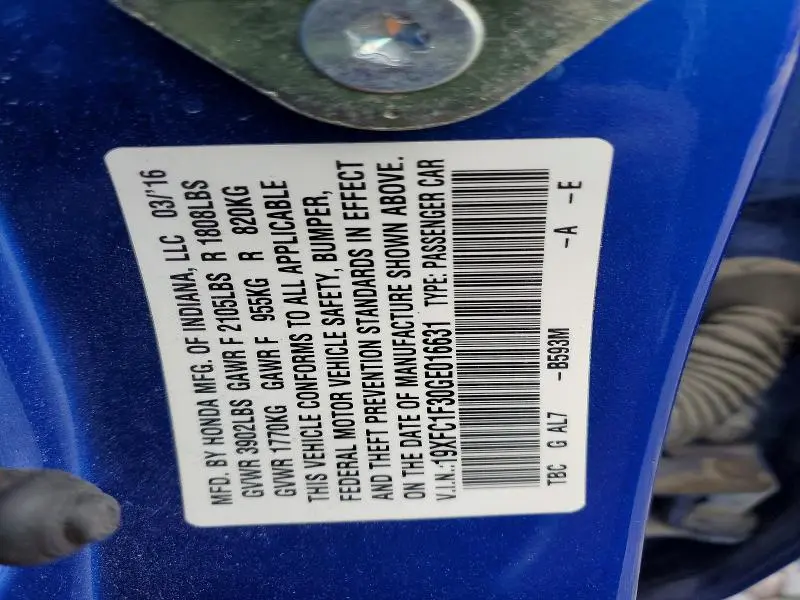 MFD. BY HONDA MFG. OF INDIANA, LLC 03/'16
GVWR 3902LBS GAWR F 2105LBS R 1808LBS
GVWR 1770KG GAWR F 955KG R 820KG
THIS VEHICLE CONFORMS TO ALL APPLICABLE
FEDERAL MOTOR VEHICLE SAFETY, BUMPER,
AND THEFT PREVENTION STANDARDS IN EFFECT
ON THE DATE OF MANUFACTURE SHOWN ABOVE.
V.I.N.:19XFC1F30GE016631 TYPE: PASSENGER CAR
TBC G AL7 -B593M -A -E